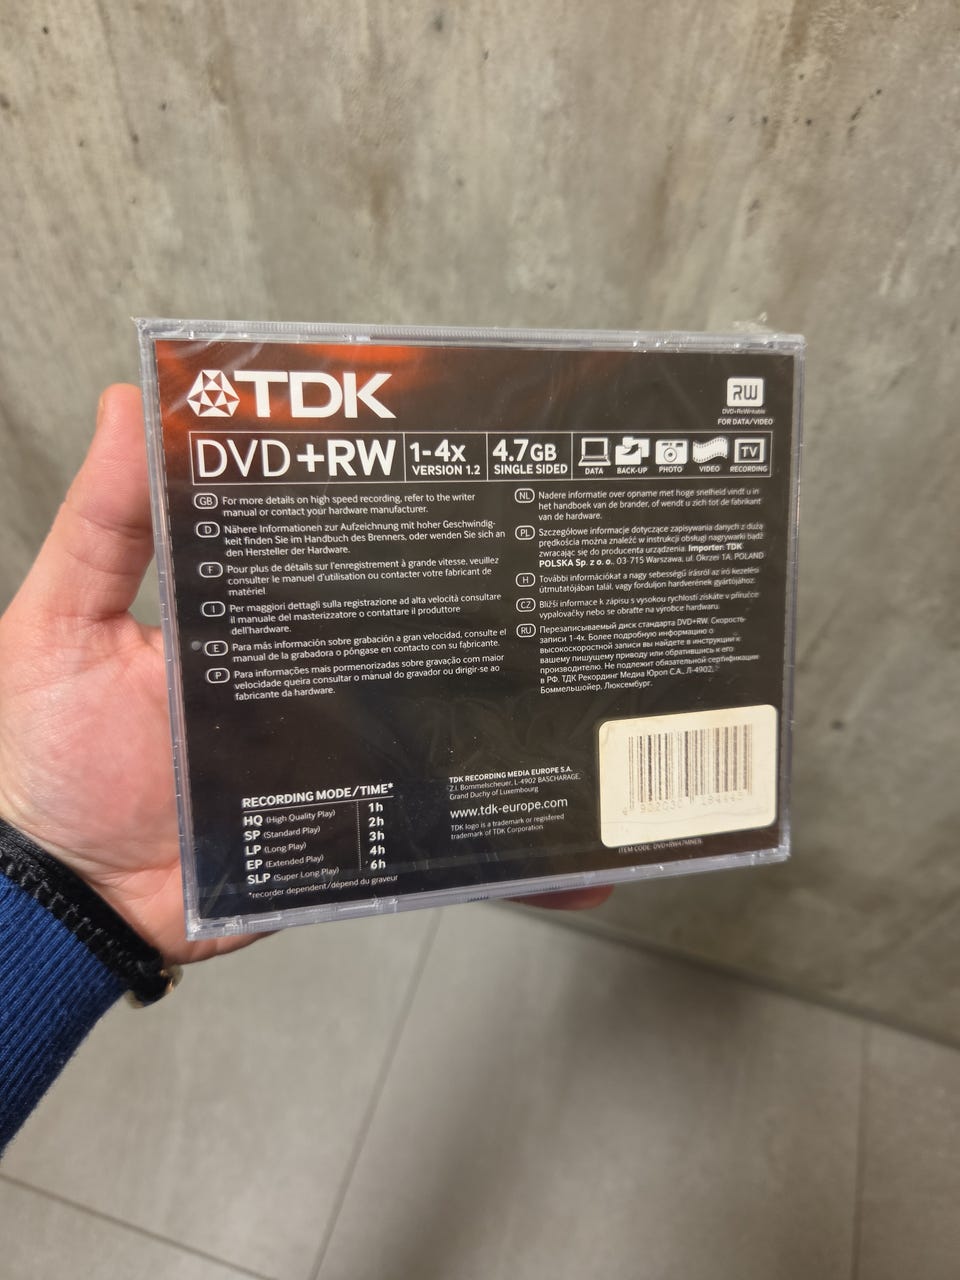 TDK
RW
DVD+ReWritable
FOR DATA/VIDEO
DVD+RW
1-4x
VERSION 1.2
4.7GB
SINGLE SIDED
DATA
BACK-UP
PHOTO
VIDEO
TV
RECORDING
GB For more details on high speed recording, refer to the writer
manual or contact your hardware manufacturer.
D Nähere Informationen zur Aufzeichnung mit hoher Geschwindig-
keit finden Sie im Handbuch des Brenners, oder wenden Sie sich an
den Hersteller der Hardware.
F Pour plus de détails sur l'enregistrement à grande vitesse, veuillez
consulter le manuel d'utilisation ou contacter votre fabricant de
matériel
I Per maggiori dettagli sulla registrazione ad alta velocità consultare
il manuale del masterizzatore o contattare il produttore
dell'hardware.
E Para más información sobre grabación a gran velocidad, consulte el
manual de la grabadora o póngase en contacto con su fabricante.
P Para informações mais pormenorizadas sobre gravação com maior
velocidade queira consultar o manual do gravador ou dirigir-se ao
fabricante da hardware.
NL Nadere informatie over opname met hoge snelheid vindt u in
het handboek van de brander, of wendt u zich tot de fabrikant
van de hardware.
PL Szczegółowe informacje dotyczące zapisywania danych z dużą
prędkością można znaleźć w instrukcji obsługi nagrywarki bądź
zwracając się do producenta urządzenia. Importer: TDK
POLSKA Sp. z o. o.. 03-715 Warszawa, ul. Okrzei 1A, POLAND
H További információkat a nagy sebességű írásról az író kezelési
útmutatójában talál, vagy forduljon hardverének gyártójához.
CZ Bližší informace k zápisu s vysokou rychlostí získáte v příručce
vypalovačky nebo se obraťte na výrobce hardwaru.
RU Перезаписываемый диск стандарта DVD+RW. Скорость
записи 1-4x. Более подробную информацию о
высокоскоростной записи вы найдете в инструкции к
вашему пишущему приводу или обратившись к его
производителю. Не подлежит обязательной сертификации
в РФ. ТДК Рекординг Медиа Юроп С.А., Л-4902,
Боммельшойер, Люксембург.
RECORDING MODE/TIME*
HQ (High Quality Play) 1h
SP (Standard Play) 2h
LP (Long Play) 3h
EP (Extended Play) 4h
SLP (Super Long Play) 6h
*recorder dependent/dépend du graveur
TDK RECORDING MEDIA EUROPE S.A.
Z.I. Bommelscheuer, L-4902 BASCHARAGE,
Grand Duchy of Luxembourg
www.tdk-europe.com
TDK logo is a trademark or registered
trademark of TDK Corporation
ITEM CODE: DVD+RW47MNEB